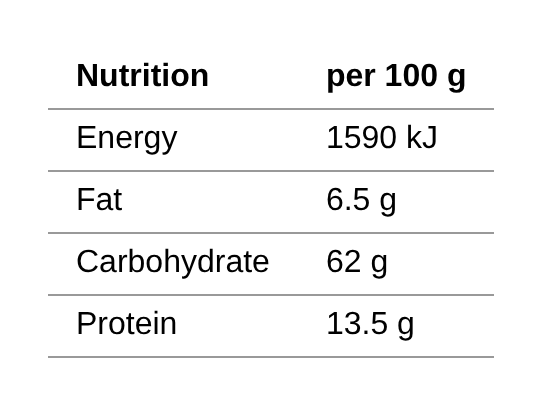 Nutrition per 100 g
Energy 1590 kJ
Fat 6.5 g
Carbohydrate 62 g
Protein 13.5 g